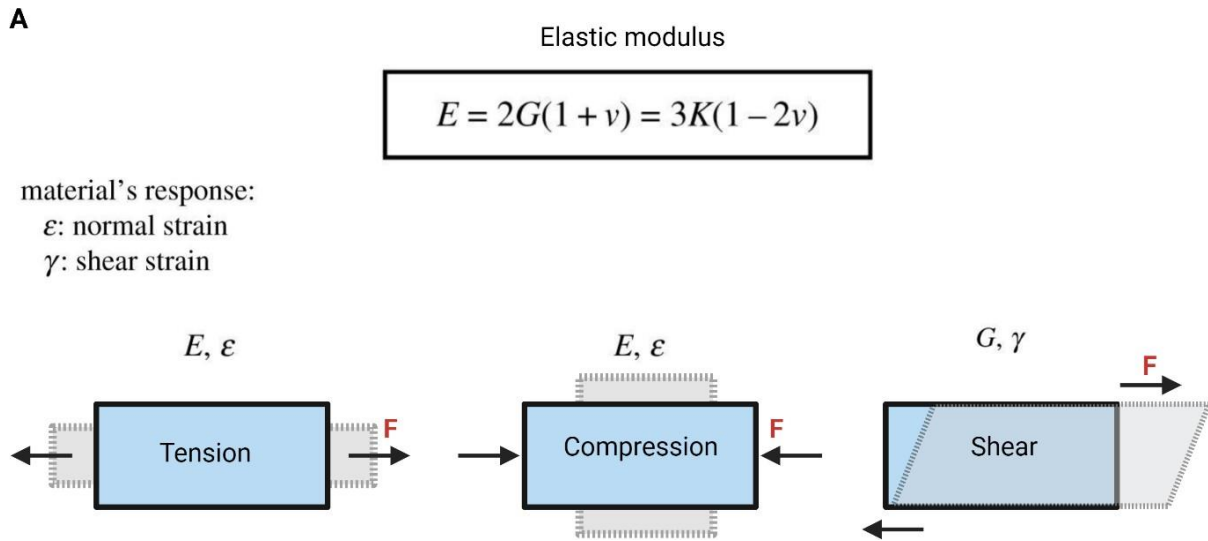 A
Elastic modulus
E = 2G(1 + v) = 3K(1 – 2v)
material's response:
ε: normal strain
γ: shear strain
E, ε
E, ε
G, γ
F
F
F
Tension
Compression
Shear